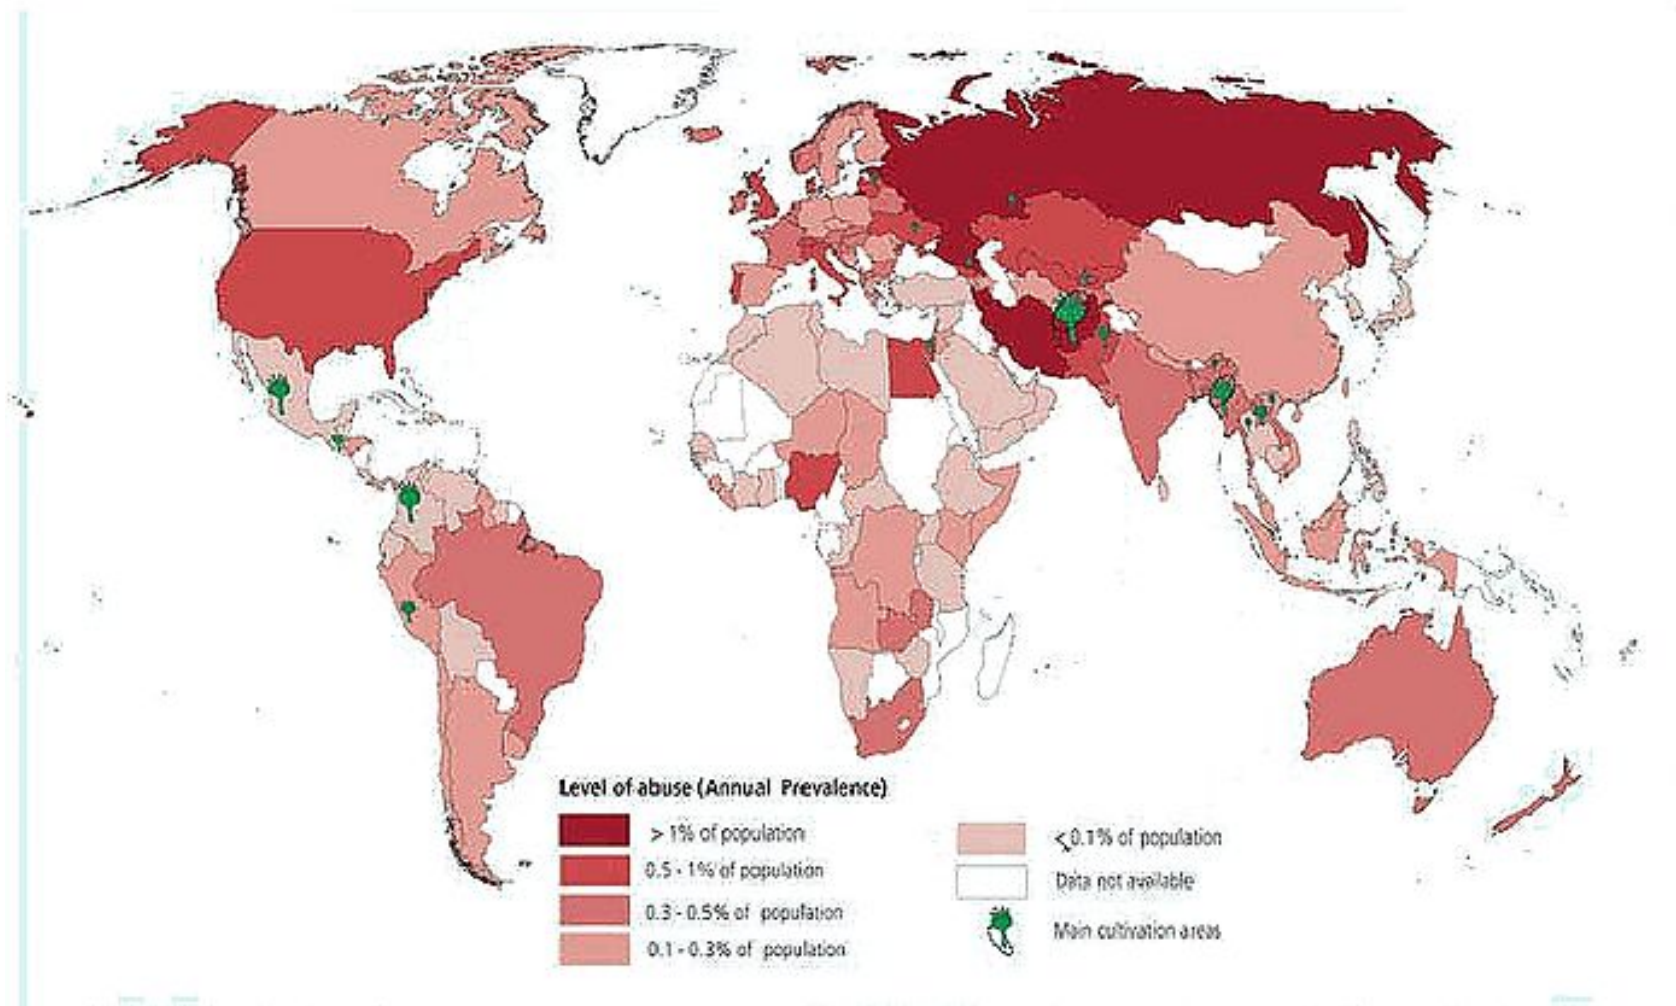 Level of abuse (Annual Prevalence)
> 1% of population
0.5 - 1% of population
0.3 - 0.5% of population
0.1 - 0.3% of population
<0.1% of population
Data not available
Main cultivation areas